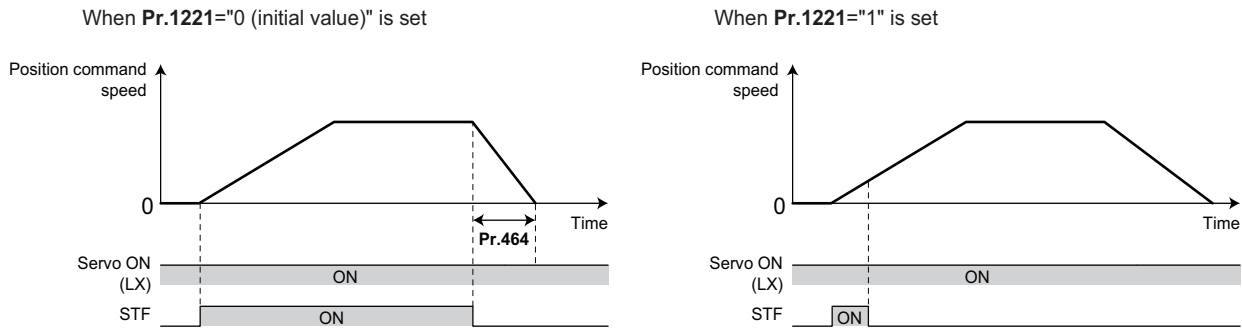 When Pr.1221="0 (initial value)" is set
Position command
speed
0
Time
Pr.464
Servo ON
(LX)
ON
STF
ON
When Pr.1221="1" is set
Position command
speed
0
Time
Servo ON
(LX)
ON
STF
ON